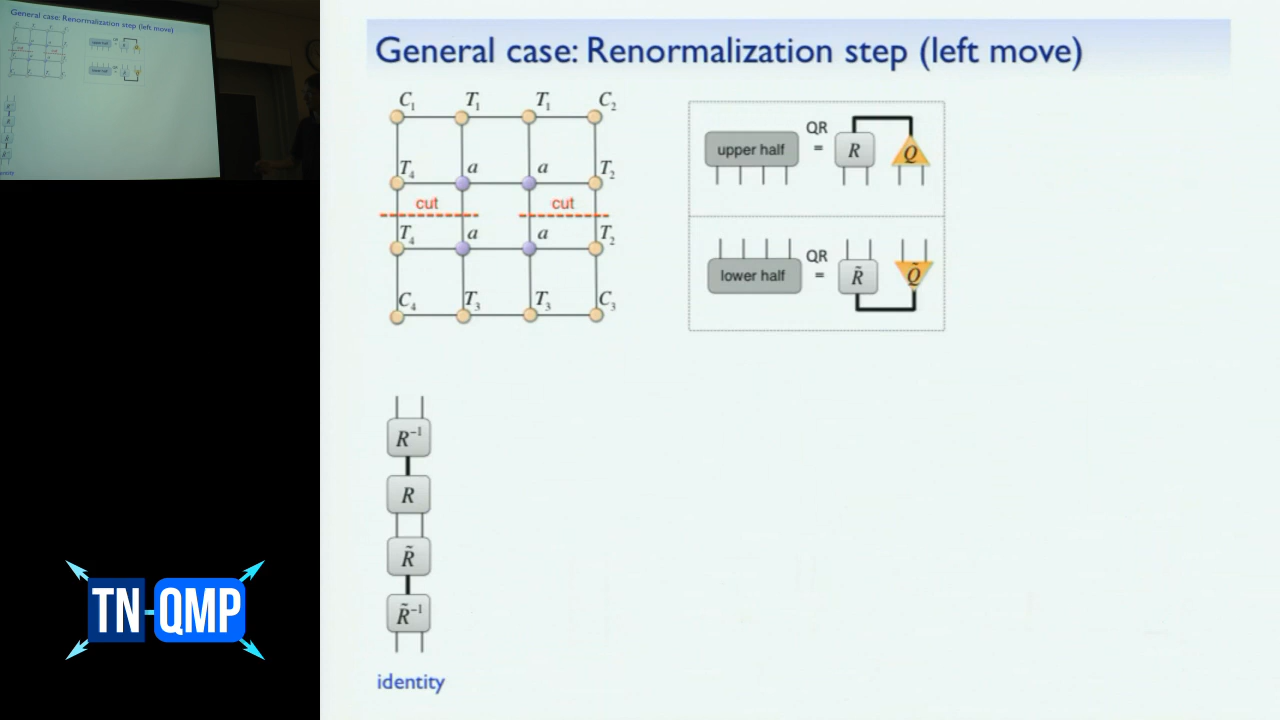 General case: Renormalization step (left move)
C₁ T₁ T₁ C₂
T₄ a a T₂
cut cut
T₄ a a T₂
C₄ T₃ T₃ C₃
upper half QR = R Q
lower half QR = R̃ Q̃
R⁻¹
R
R̃
R̃⁻¹
identity
TN-QMP